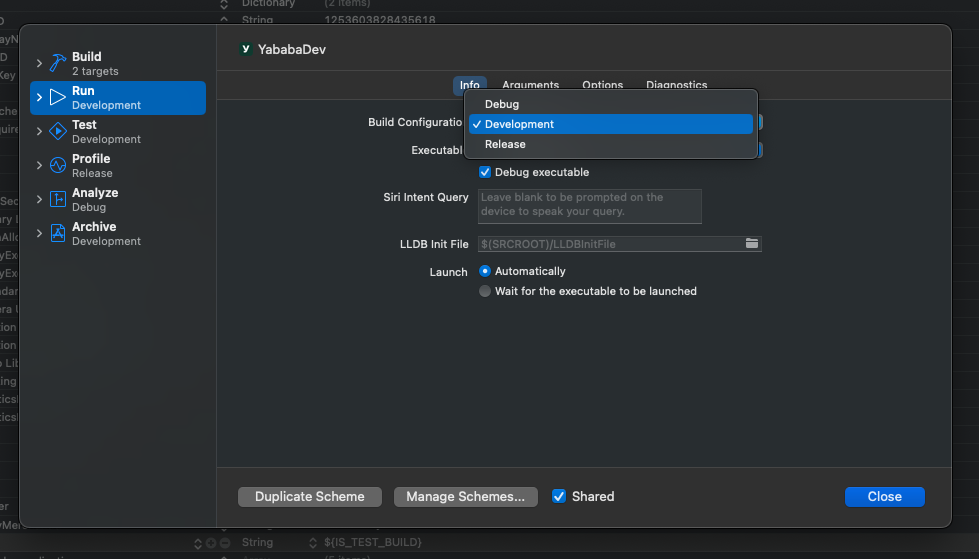 Dictionary (2 items)
String 1253603828435618
У YababaDev
Build
2 targets
Run
Development
Test
Development
Profile
Release
Analyze
Debug
Archive
Development
Info Arguments Options Diagnostics
Build Configuratio
Debug
Development
Release
Executabl
Debug executable
Siri Intent Query
Leave blank to be prompted on the
device to speak your query.
LLDB Init File $(SRCROOT)/LLDBInitFile
Launch Automatically
Wait for the executable to be launched
Duplicate Scheme Manage Schemes... Shared Close
String ${IS_TEST_BUILD}